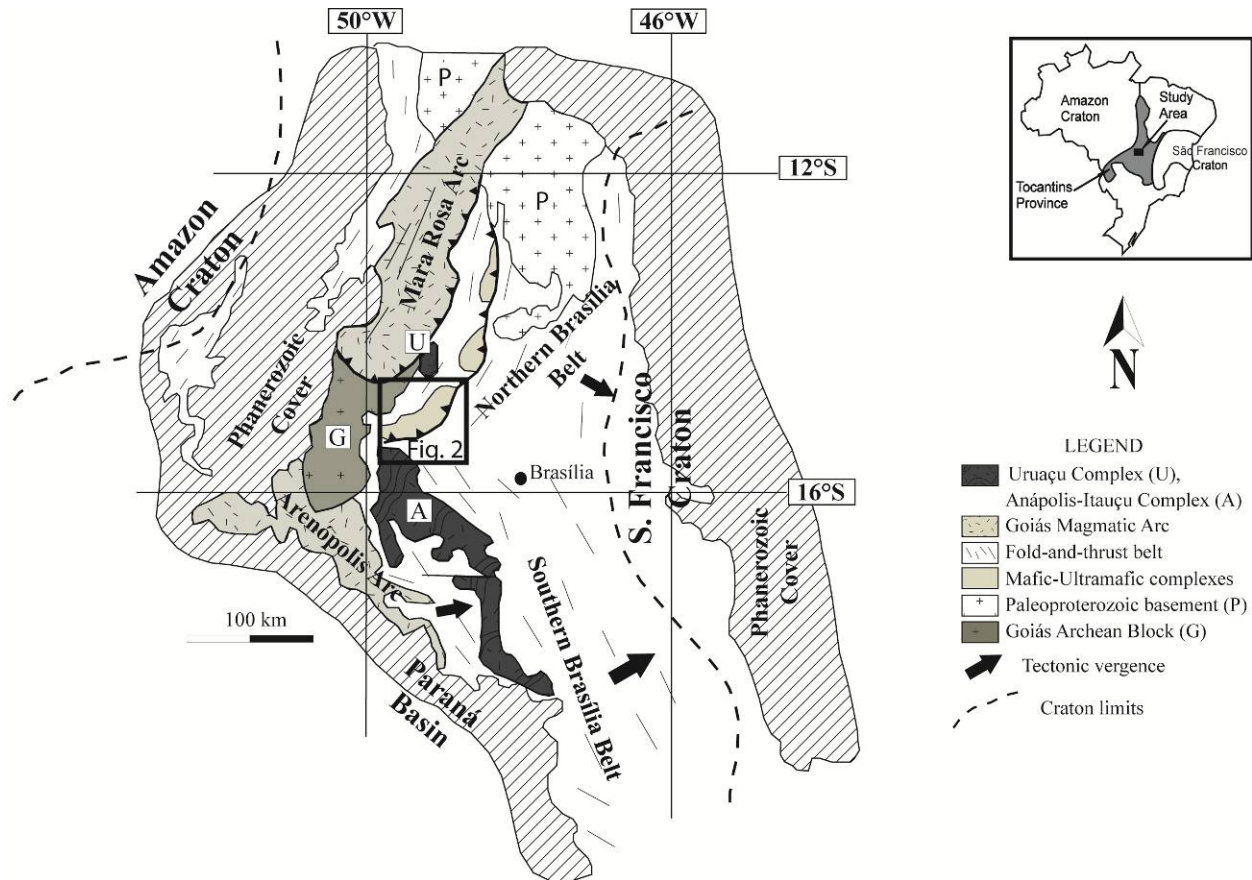 50°W
46°W
12°S
16°S
P
P
Amazon
Craton
Mara Rosa Arc
Phanerozoic
Cover
U
G
A
Fig. 2
Northern Brasília
Belt
Brasília
S. Francisco
Craton
Arenópolis Arc
100 km
Paraná
Basin
Southern Brasília Belt
Phanerozoic
Cover
Amazon
Craton
Study
Area
São Francisco
Craton
Tocantins
Province
N
LEGEND
Uruaçu Complex (U),
Anápolis-Itauçu Complex (A)
Goiás Magmatic Arc
Fold-and-thrust belt
Mafic-Ultramafic complexes
Paleoproterozoic basement (P)
Goiás Archean Block (G)
Tectonic vergence
Craton limits